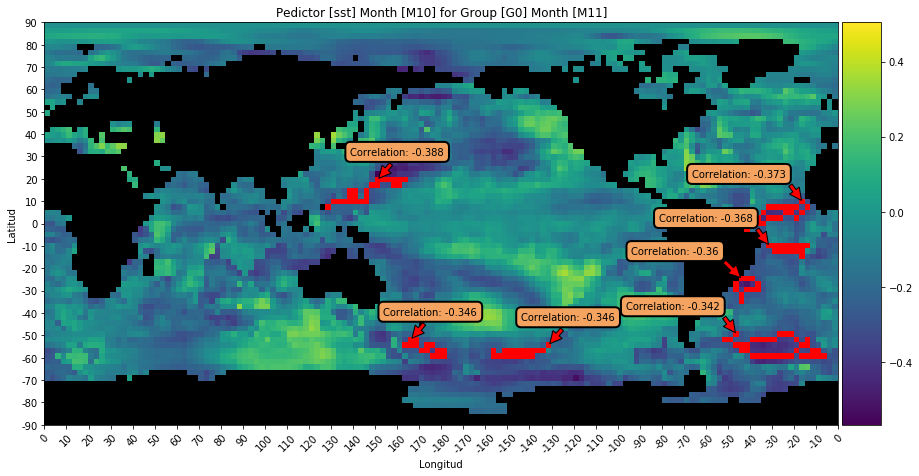 Pedictor [sst] Month [M10] for Group [G0] Month [M11]
90
80
70
60
50
40
30
20
10
0
-10
-20
-30
-40
-50
-60
-70
-80
-90
Latitud
Correlation: -0.388
Correlation: -0.373
Correlation: -0.368
Correlation: -0.36
Correlation: -0.346
Correlation: -0.346
Correlation: -0.342
0 10 20 30 40 50 60 70 80 90 100 110 120 130 140 150 160 170 -180 -170 -160 -150 -140 -130 -120 -110 -100 -90 -80 -70 -60 -50 -40 -30 -20 -10 0
Longitud
0.4
0.2
0.0
−0.2
−0.4